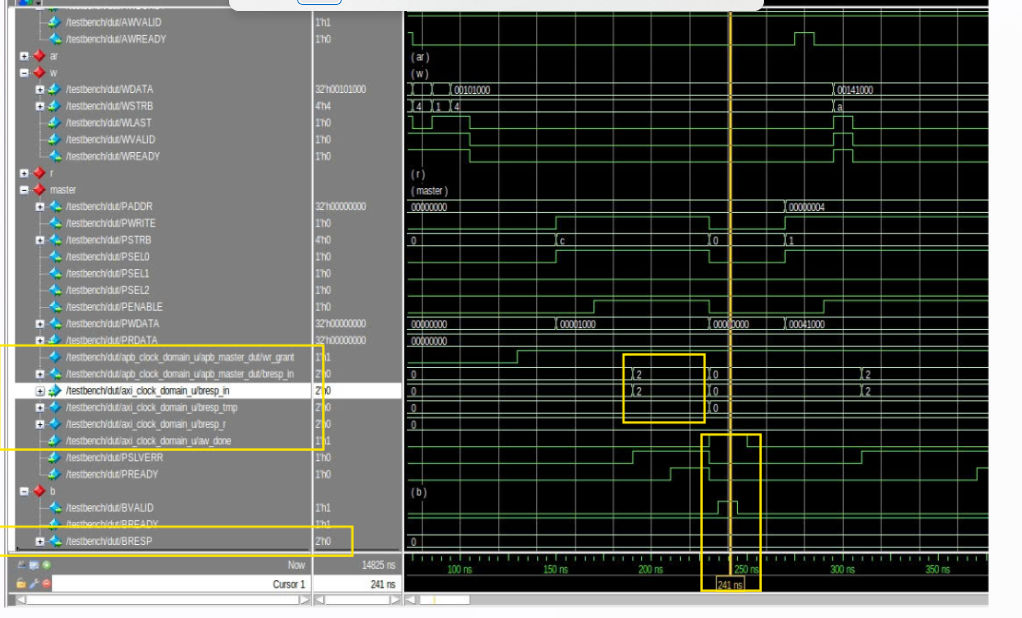 /testbench/dut/AWVALID 1'h1
/testbench/dut/AWREADY 1'h0
ar (ar)
w (w)
/testbench/dut/WDATA 32'h00101000 00101000 00141000
/testbench/dut/WSTRB 4'h4 4 1 4 a
/testbench/dut/WLAST 1'h0
/testbench/dut/WVALID 1'h0
/testbench/dut/WREADY 1'h0
r (r)
master (master)
/testbench/dut/PADDR 32'h00000000 00000000 00000004
/testbench/dut/PWRITE 1'h0
/testbench/dut/PSTRB 4'h0 0 c 0 1
/testbench/dut/PSEL0 1'h0
/testbench/dut/PSEL1 1'h0
/testbench/dut/PSEL2 1'h0
/testbench/dut/PENABLE 1'h0
/testbench/dut/PWDATA 32'h00000000 00000000 00001000 00000000 00041000
/testbench/dut/PRDATA 32'h00000000 00000000
/testbench/dut/apb_clock_domain_u/apb_master_dut/wr_grant 1'h1
/testbench/dut/apb_clock_domain_u/apb_master_dut/bresp_in 2'h0 0 2 0 2
/testbench/dut/axi_clock_domain_u/bresp_in 2'h0 0 2 0 2
/testbench/dut/axi_clock_domain_u/bresp_tmp 2'h0 0 0
/testbench/dut/axi_clock_domain_u/bresp_r 2'h0 0
/testbench/dut/axi_clock_domain_u/aw_done 1'h1
/testbench/dut/PSLVERR 1'h0
/testbench/dut/PREADY 1'h0
b (b)
/testbench/dut/BVALID 1'h1
/testbench/dut/BREADY 1'h1
/testbench/dut/BRESP 2'h0 0
Now 14825 ns 100 ns 150 ns 200 ns 250 ns 300 ns 350 ns
Cursor 1 241 ns 241 ns